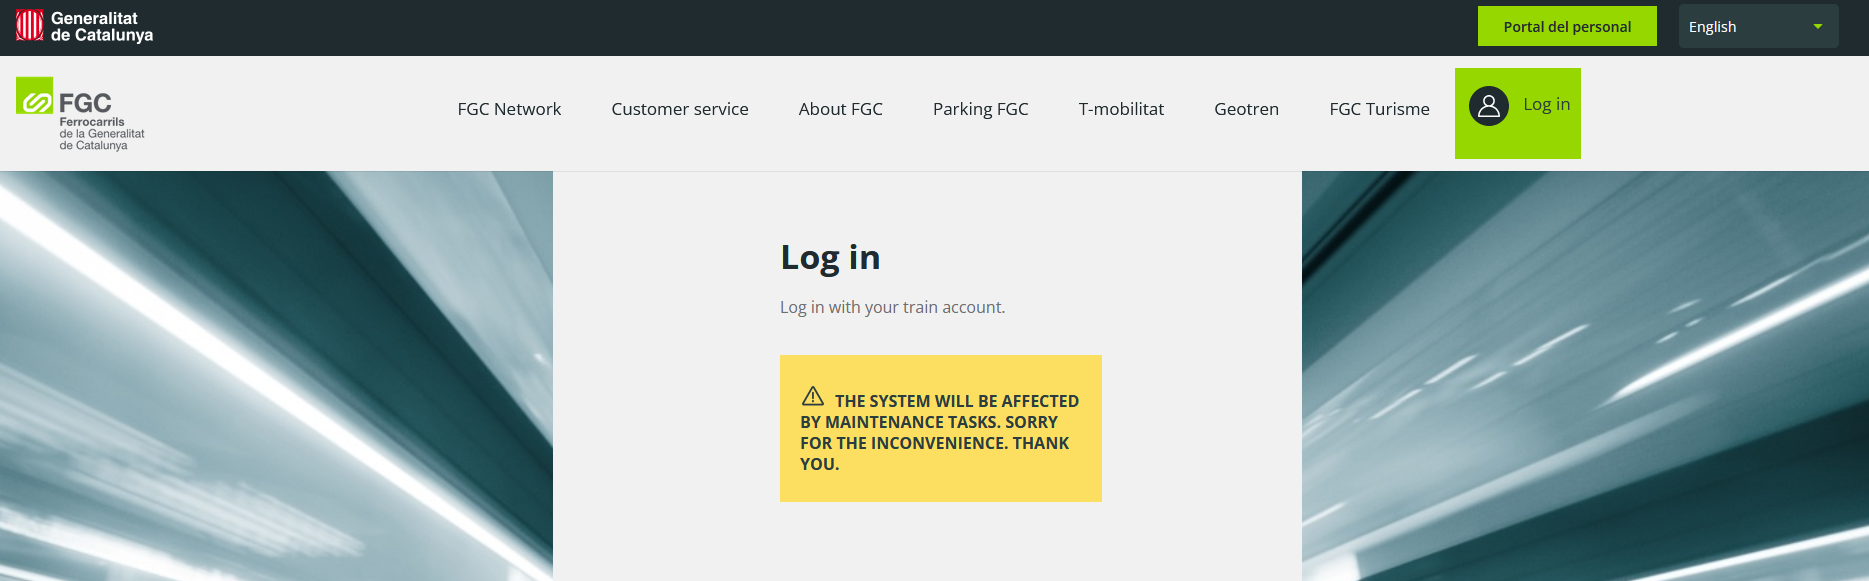 Generalitat
de Catalunya
Portal del personal
English
FGC
Ferrocarrils
de la Generalitat
de Catalunya
FGC Network
Customer service
About FGC
Parking FGC
T-mobilitat
Geotren
FGC Turisme
Log in
Log in
Log in with your train account.
THE SYSTEM WILL BE AFFECTED
BY MAINTENANCE TASKS. SORRY
FOR THE INCONVENIENCE. THANK
YOU.